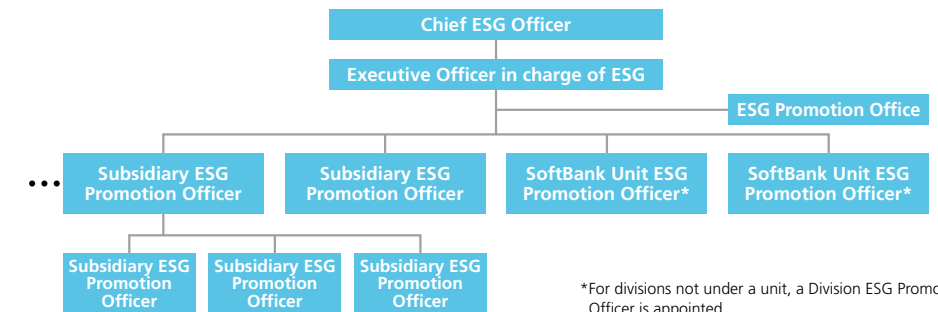 Chief ESG Officer
Executive Officer in charge of ESG
ESG Promotion Office
Subsidiary ESG
Promotion Officer
Subsidiary ESG
Promotion Officer
SoftBank Unit ESG
Promotion Officer*
SoftBank Unit ESG
Promotion Officer*
Subsidiary ESG
Promotion
Officer
Subsidiary ESG
Promotion
Officer
Subsidiary ESG
Promotion
Officer
*For divisions not under a unit, a Division ESG
Officer is appointed